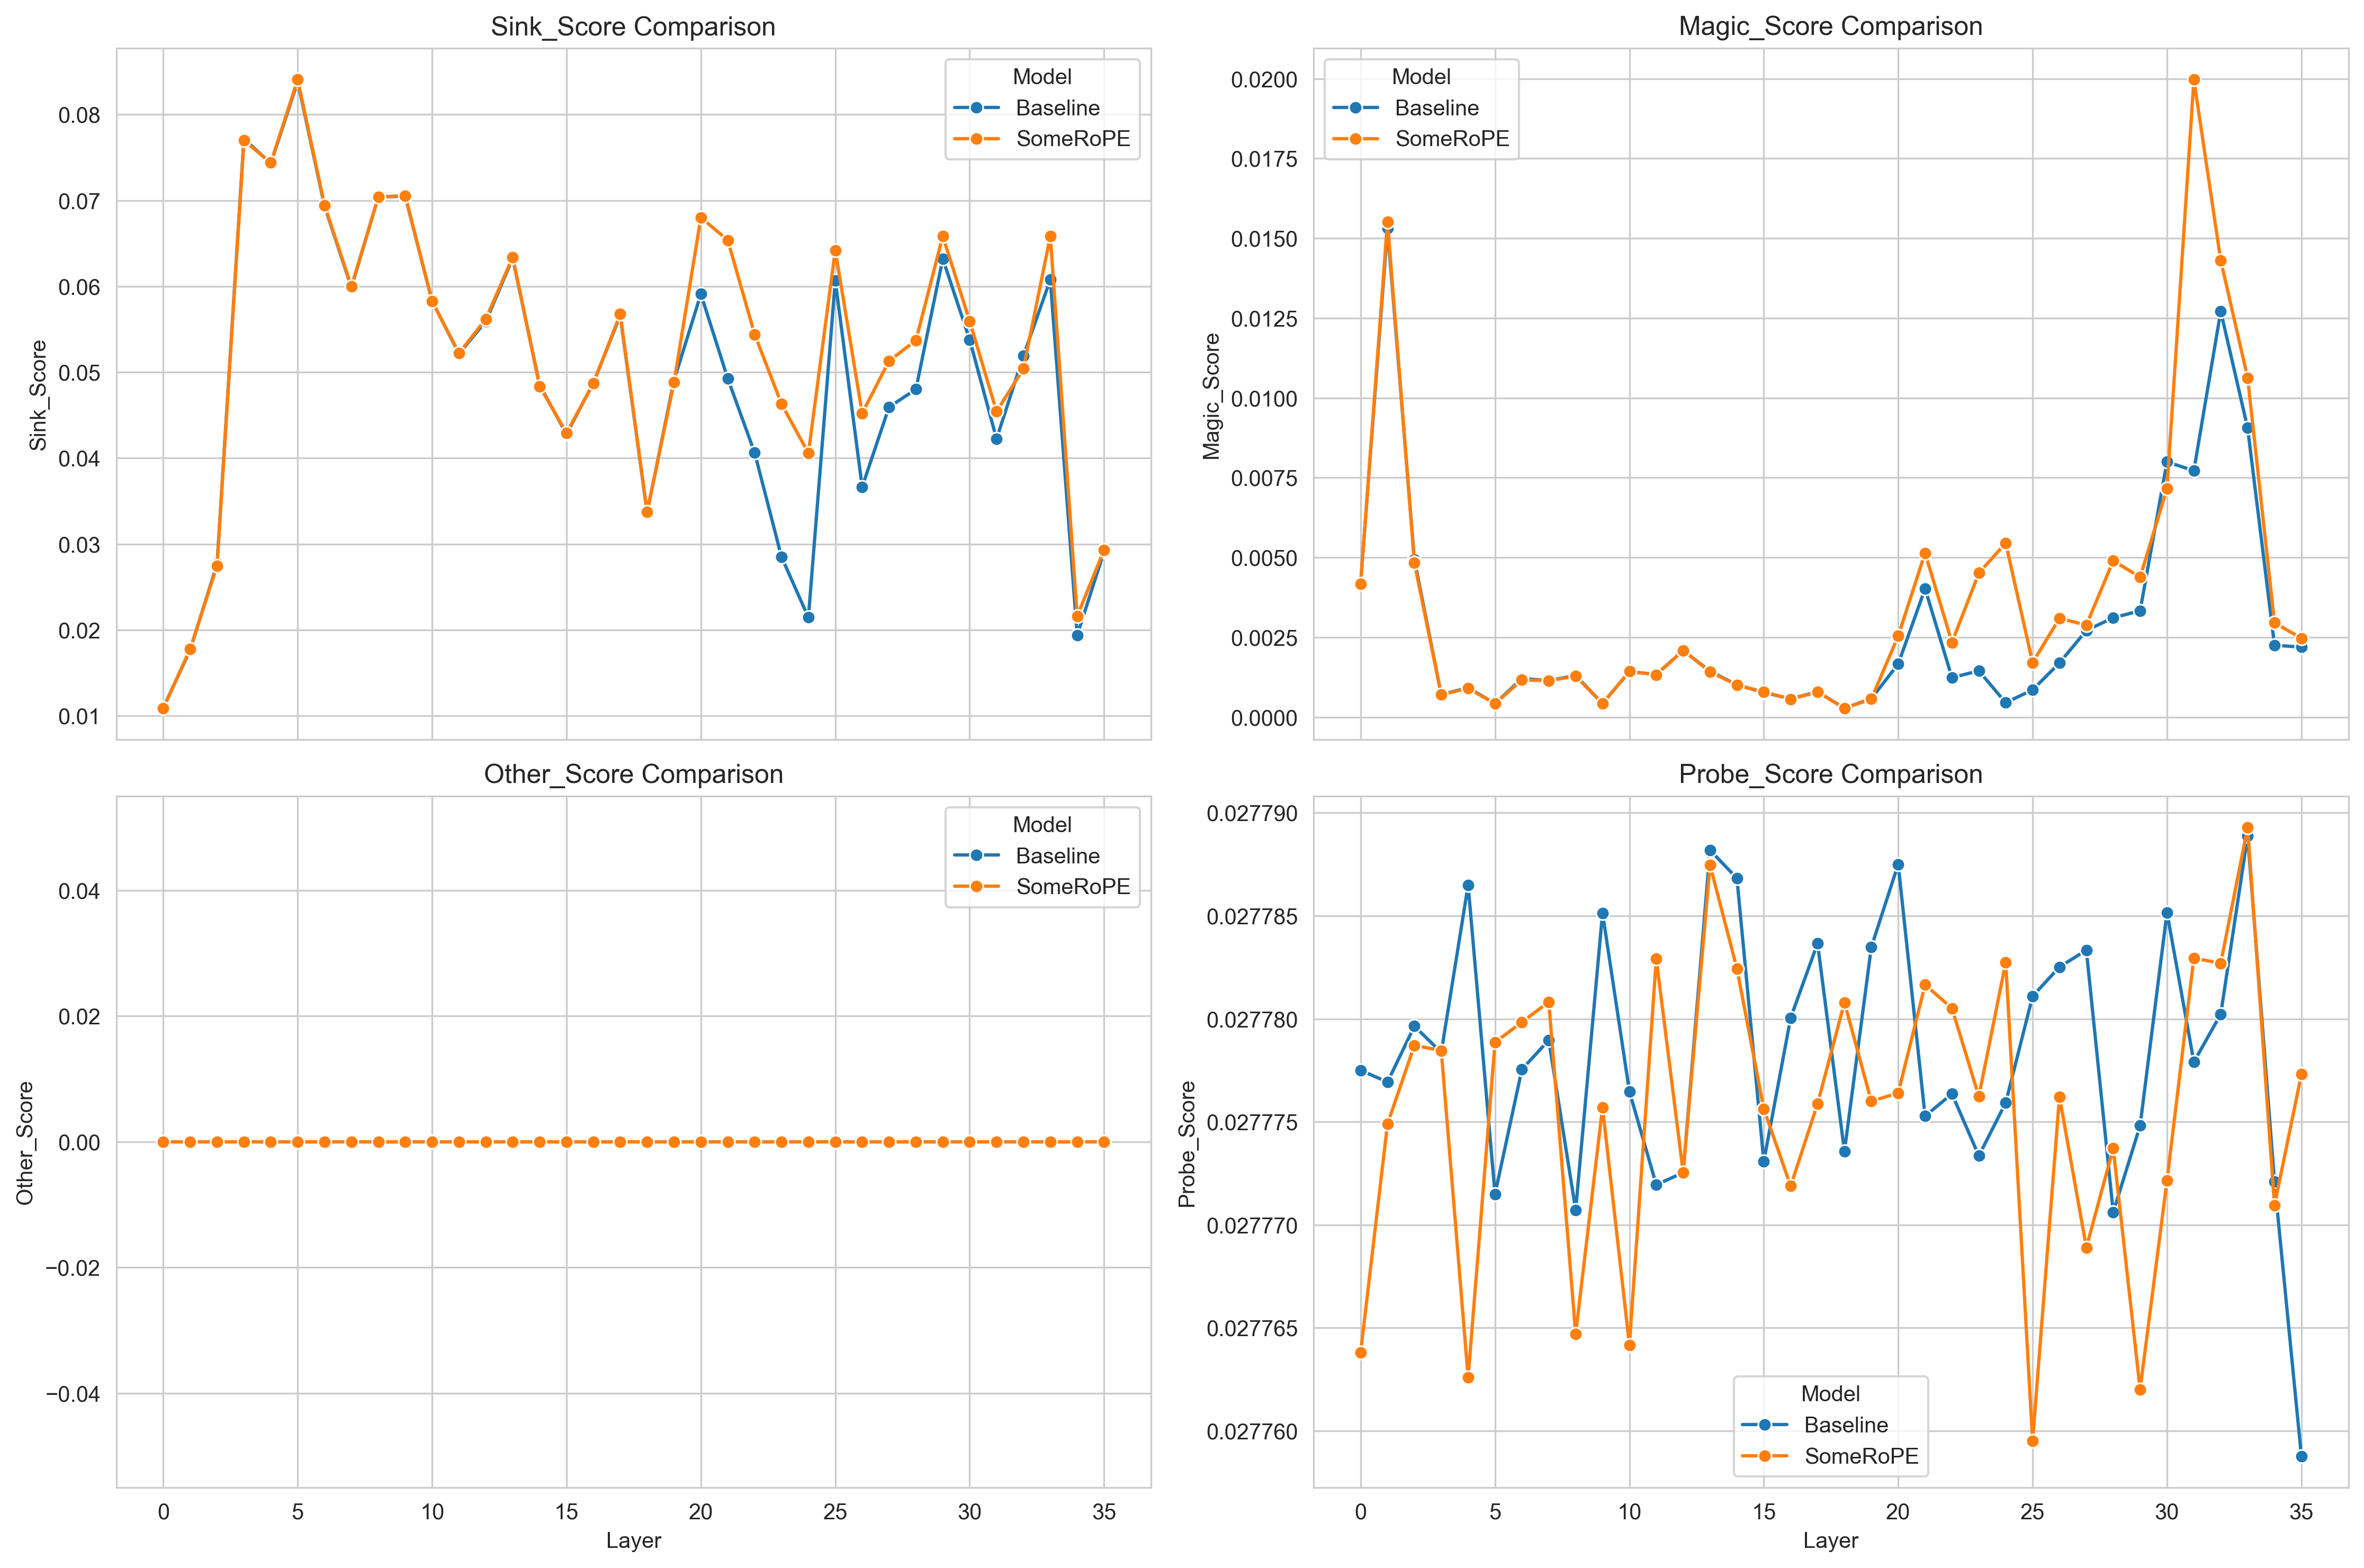 Sink_Score Comparison
Sink_Score
0.08
0.07
0.06
0.05
0.04
0.03
0.02
0.01
Model
Baseline
SomeRoPE
Magic_Score Comparison
Magic_Score
0.0200
0.0175
0.0150
0.0125
0.0100
0.0075
0.0050
0.0025
0.0000
Model
Baseline
SomeRoPE
Other_Score Comparison
Other_Score
0.04
0.02
0.00
−0.02
−0.04
Model
Baseline
SomeRoPE
0 5 10 15 20 25 30 35
Layer
Probe_Score Comparison
Probe_Score
0.027790
0.027785
0.027780
0.027775
0.027770
0.027765
0.027760
Model
Baseline
SomeRoPE
0 5 10 15 20 25 30 35
Layer